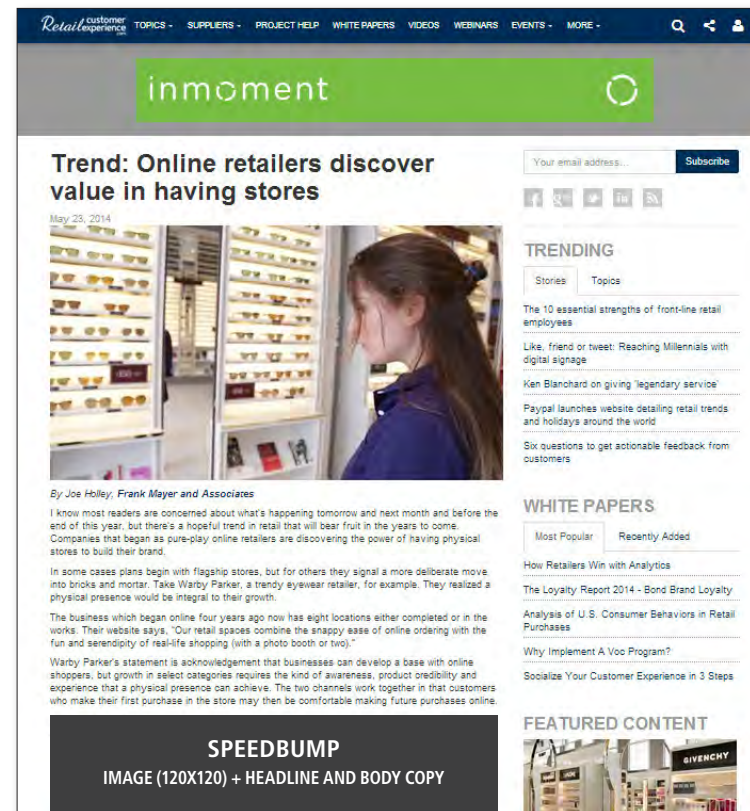 Retail customer experience .com TOPICS - SUPPLIERS - PROJECT HELP WHITE PAPERS VIDEOS WEBINARS EVENTS - MORE -
inmoment
Trend: Online retailers discover
value in having stores
May 23, 2014
By Joe Holley, Frank Mayer and Associates
I know most readers are concerned about what's happening tomorrow and next month and before the
end of this year, but there's a hopeful trend in retail that will bear fruit in the years to come.
Companies that began as pure-play online retailers are discovering the power of having physical
stores to build their brand.
In some cases plans begin with flagship stores, but for others they signal a more deliberate move
into bricks and mortar. Take Warby Parker, a trendy eyewear retailer, for example. They realized a
physical presence would be integral to their growth.
The business which began online four years ago now has eight locations either completed or in the
works. Their website says, "Our retail spaces combine the snappy ease of online ordering with the
fun and serendipity of real-life shopping (with a photo booth or two)."
Warby Parker's statement is acknowledgement that businesses can develop a base with online
shoppers, but growth in select categories requires the kind of awareness, product credibility and
experience that a physical presence can achieve. The two channels work together in that customers
who make their first purchase in the store may then be comfortable making future purchases online.
SPEEDBUMP
IMAGE (120X120) + HEADLINE AND BODY COPY
Your email address... Subscribe
TRENDING
Stories Topics
The 10 essential strengths of front-line retail
employees
Like, friend or tweet: Reaching Millennials with
digital signage
Ken Blanchard on giving 'legendary service'
Paypal launches website detailing retail trends
and holidays around the world
Six questions to get actionable feedback from
customers
WHITE PAPERS
Most Popular Recently Added
How Retailers Win with Analytics
The Loyalty Report 2014 - Bond Brand Loyalty
Analysis of U.S. Consumer Behaviors in Retail
Purchases
Why Implement A Voc Program?
Socialize Your Customer Experience in 3 Steps
FEATURED CONTENT
GIVENCHY